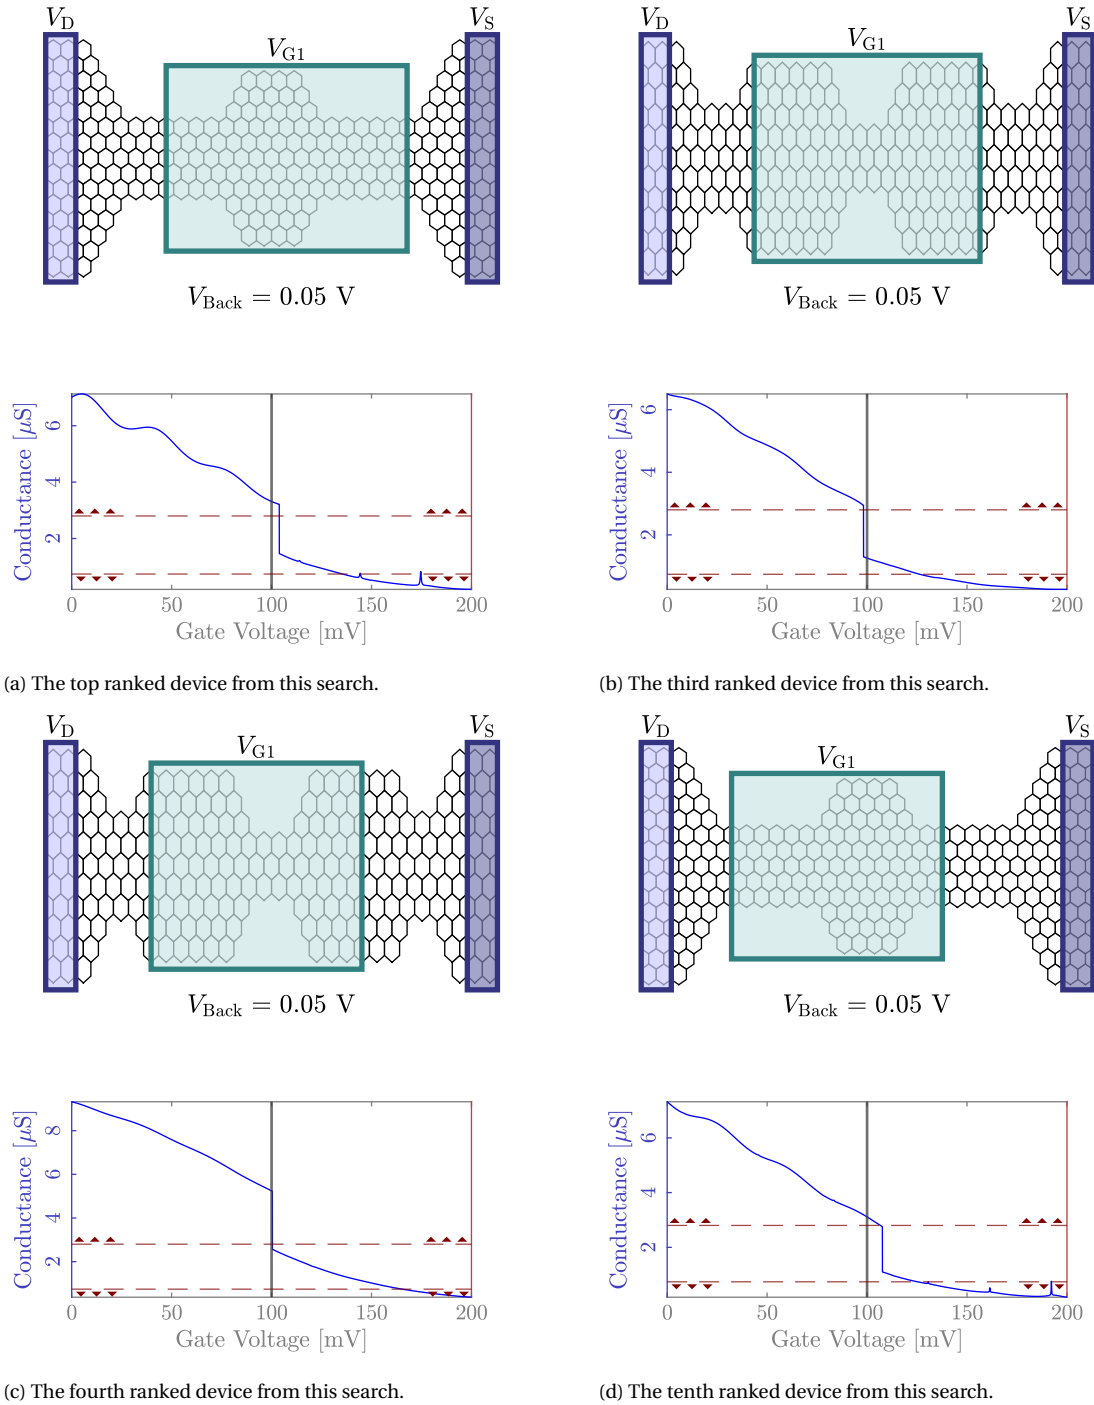 V_D V_S
V_G1
V_Back = 0.05 V
Conductance [μS]
6
4
2
0 50 100 150 200
Gate Voltage [mV]
(a) The top ranked device from this search.
V_D V_S
V_G1
V_Back = 0.05 V
Conductance [μS]
6
4
2
0 50 100 150 200
Gate Voltage [mV]
(b) The third ranked device from this search.
V_D V_S
V_G1
V_Back = 0.05 V
Conductance [μS]
8
6
4
2
0 50 100 150 200
Gate Voltage [mV]
(c) The fourth ranked device from this search.
V_D V_S
V_G1
V_Back = 0.05 V
Conductance [μS]
6
4
2
0 50 100 150 200
Gate Voltage [mV]
(d) The tenth ranked device from this search.